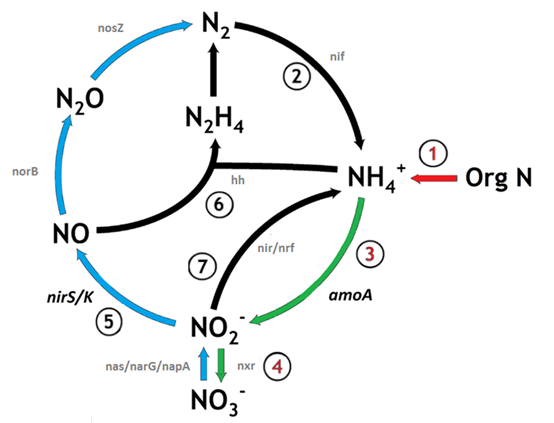 nosZ
N₂
nif
2
N₂O
N₂H₄
norB
hh
NH₄⁺
1
Org N
6
NO
nir/nrf
7
3
nirS/K
amoA
5
NO₂⁻
nas/narG/napA
nxr
4
NO₃⁻